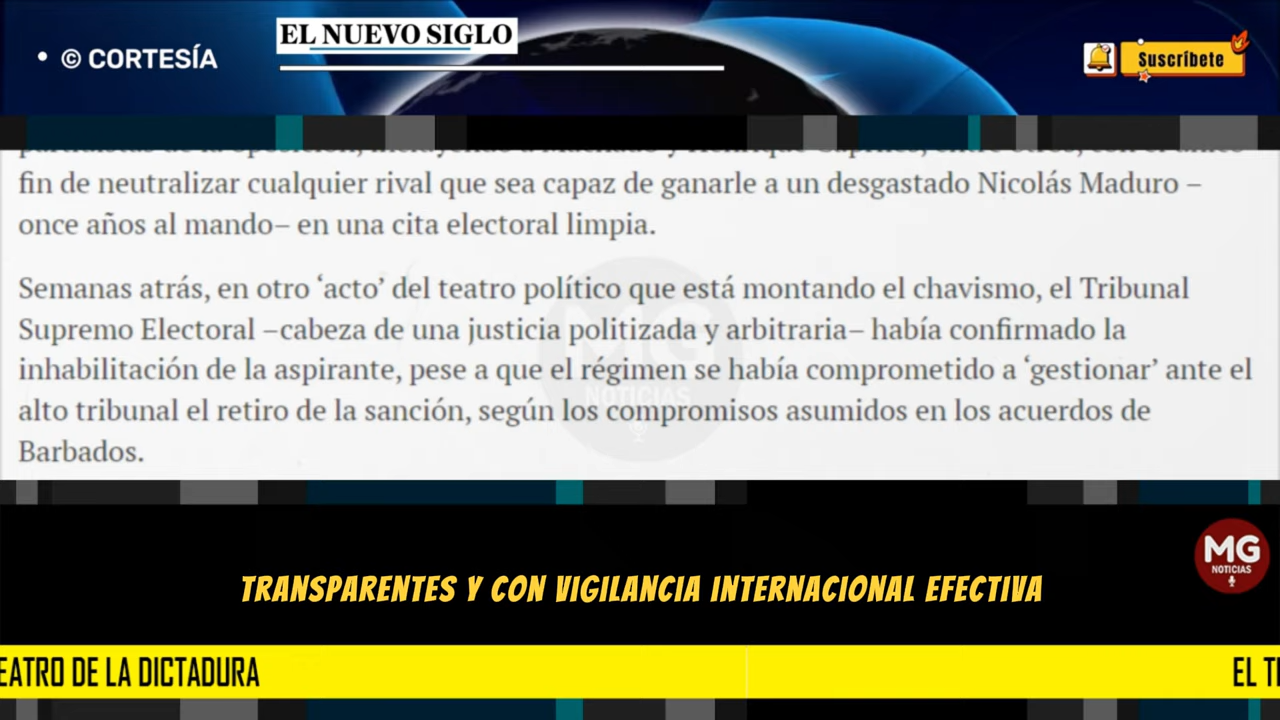 • © CORTESÍA
EL NUEVO SIGLO
Suscríbete
fin de neutralizar cualquier rival que sea capaz de ganarle a un desgastado Nicolás Maduro –
once años al mando– en una cita electoral limpia.
Semanas atrás, en otro ‘acto’ del teatro político que está montando el chavismo, el Tribunal
Supremo Electoral –cabeza de una justicia politizada y arbitraria– había confirmado la
inhabilitación de la aspirante, pese a que el régimen se había comprometido a ‘gestionar’ ante el
alto tribunal el retiro de la sanción, según los compromisos asumidos en los acuerdos de
Barbados.
MG
NOTICIAS
TRANSPARENTES Y CON VIGILANCIA INTERNACIONAL EFECTIVA
MG
NOTICIAS
EATRO DE LA DICTADURA
EL T